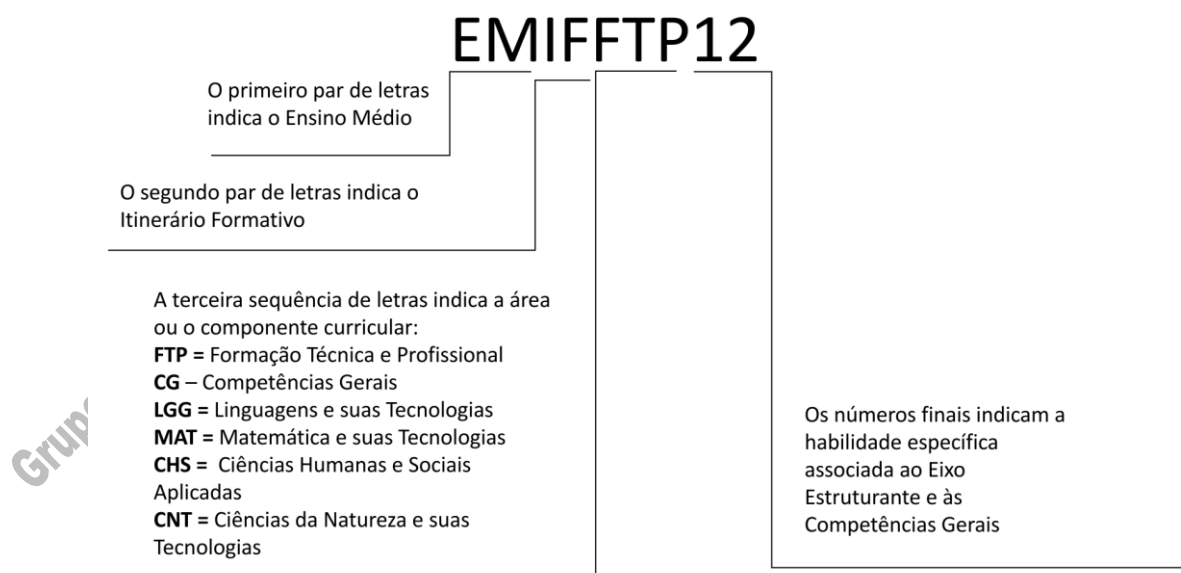 EMIFFTP12
O primeiro par de letras
indica o Ensino Médio
O segundo par de letras indica o
Itinerário Formativo
A terceira sequência de letras indica a área
ou o componente curricular:
FTP = Formação Técnica e Profissional
CG – Competências Gerais
LGG = Linguagens e suas Tecnologias
MAT = Matemática e suas Tecnologias
CHS = Ciências Humanas e Sociais
Aplicadas
CNT = Ciências da Natureza e suas
Tecnologias
Os números finais indicam a
habilidade específica
associada ao Eixo
Estruturante e às
Competências Gerais